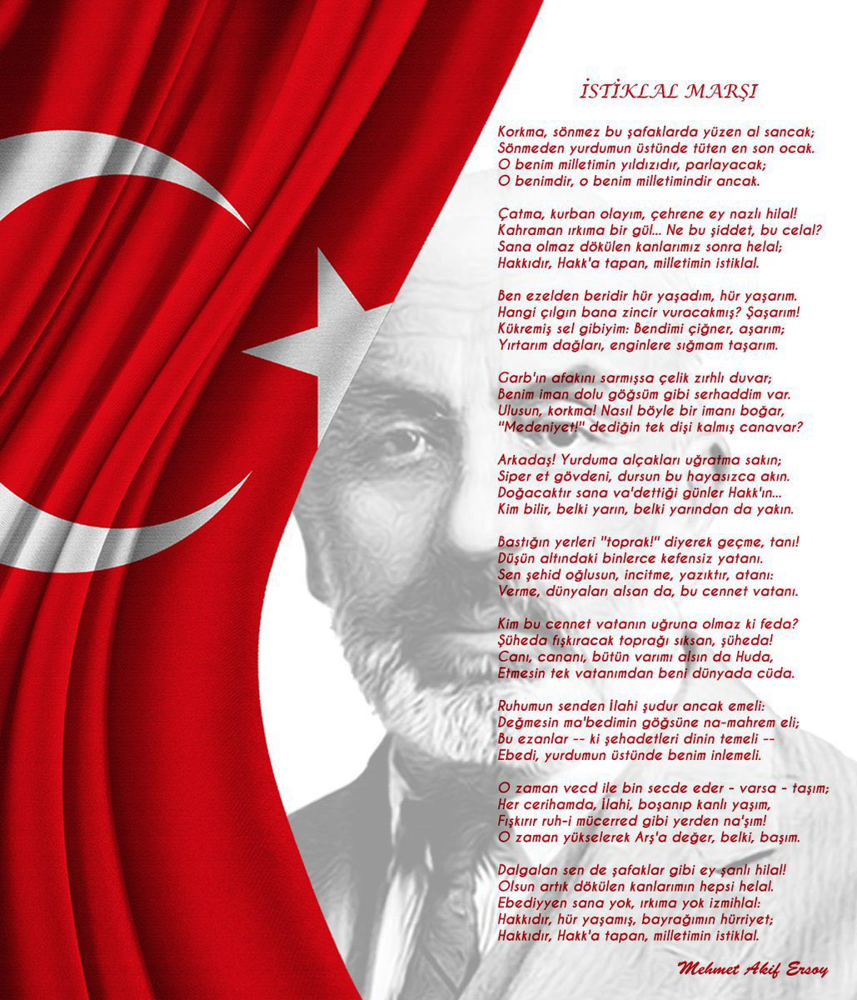 İSTİKLAL MARŞI
Korkma, sönmez bu şafaklarda yüzen al sancak;
Sönmeden yurdumun üstünde tüten en son ocak.
O benim milletimin yıldızıdır, parlayacak;
O benimdir, o benim milletimindir ancak.
Çatma, kurban olayım, çehrene ey nazlı hilal!
Kahraman ırkıma bir gül... Ne bu şiddet, bu celal?
Sana olmaz dökülen kanlarımız sonra helal;
Hakkıdır, Hakk'a tapan, milletimin istiklal.
Ben ezelden beridir hür yaşadım, hür yaşarım.
Hangi çılgın bana zincir vuracakmış? Şaşarım!
Kükremiş sel gibiyim: Bendimi çiğner, aşarım;
Yırtarım dağları, enginlere sığmam taşarım.
Garb'ın afakını sarmışsa çelik zırhlı duvar;
Benim iman dolu göğsüm gibi serhaddim var.
Ulusun, korkma! Nasıl böyle bir imanı boğar,
"Medeniyet!" dediğin tek dişi kalmış canavar?
Arkadaş! Yurduma alçakları uğratma sakın;
Siper et gövdeni, dursun bu hayasızca akın.
Doğacaktır sana va'dettiği günler Hakk'ın...
Kim bilir, belki yarın, belki yarından da yakın.
Bastığın yerleri "toprak!" diyerek geçme, tanı!
Düşün altındaki binlerce kefensiz yatanı.
Sen şehid oğlusun, incitme, yazıktır, atanı:
Verme, dünyaları alsan da, bu cennet vatanı.
Kim bu cennet vatanın uğruna olmaz ki feda?
Şüheda fışkıracak toprağı sıksan, şüheda!
Canı, cananı, bütün varımı alsın da Huda,
Etmesin tek vatanımdan beni dünyada cüda.
Ruhumun senden İlahi şudur ancak emeli:
Değmesin ma'bedimin göğsüne na-mahrem eli;
Bu ezanlar -- ki şehadetleri dinin temeli --
Ebedi, yurdumun üstünde benim inlemeli.
O zaman vecd ile bin secde eder - varsa - taşım;
Her cerihamda, İlahi, boşanıp kanlı yaşım,
Fışkırır ruh-i mücerred gibi yerden na'şım!
O zaman yükselerek Arş'a değer, belki, başım.
Dalgalan sen de şafaklar gibi ey şanlı hilal!
Olsun artık dökülen kanlarımın hepsi helal.
Ebediyyen sana yok, ırkıma yok izmihlal:
Hakkıdır, hür yaşamış, bayrağımın hürriyet;
Hakkıdır, Hakk'a tapan, milletimin istiklal.
Mehmet Akif Ersoy